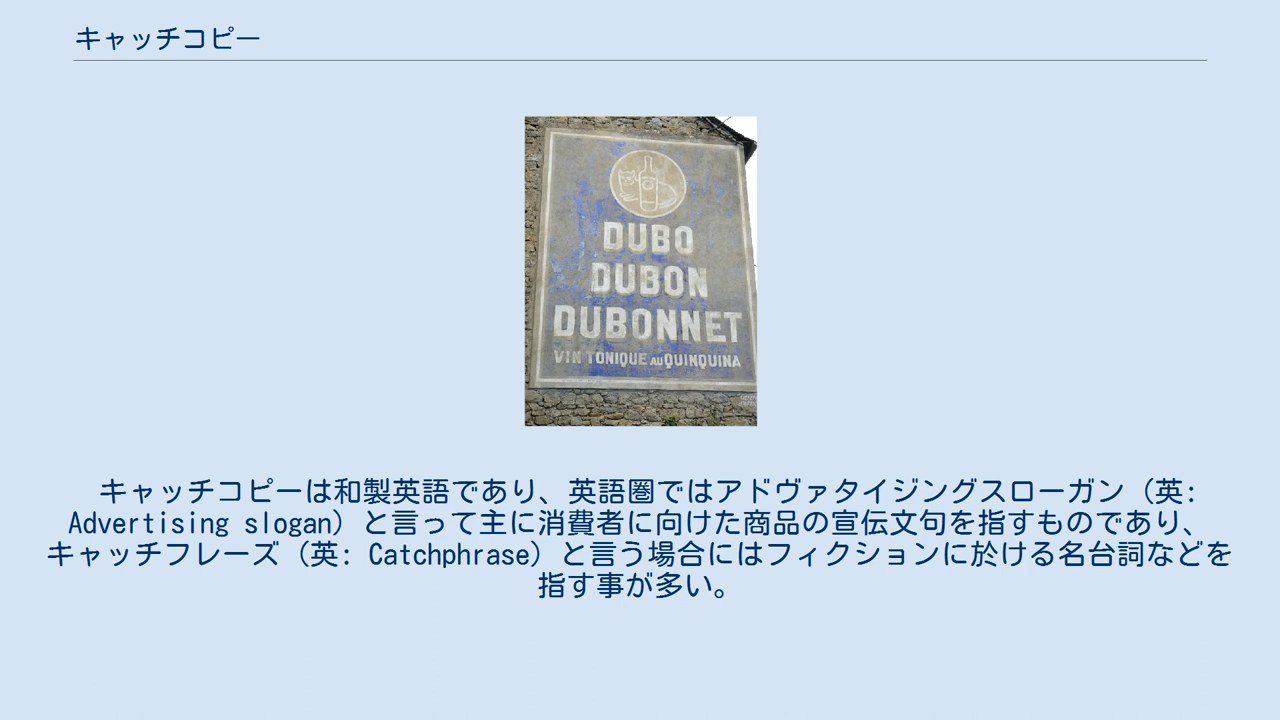 キャッチコピー
DUBO
DUBON
DUBONNET
VIN TONIQUE AU QUINQUINA
キャッチコピーは和製英語であり、英語圏ではアドヴァタイジングスローガン（英:
Advertising slogan）と言って主に消費者に向けた商品の宣伝文句を指すものであり、
キャッチフレーズ（英: Catchphrase）と言う場合にはフィクションに於ける名台詞などを
指す事が多い。